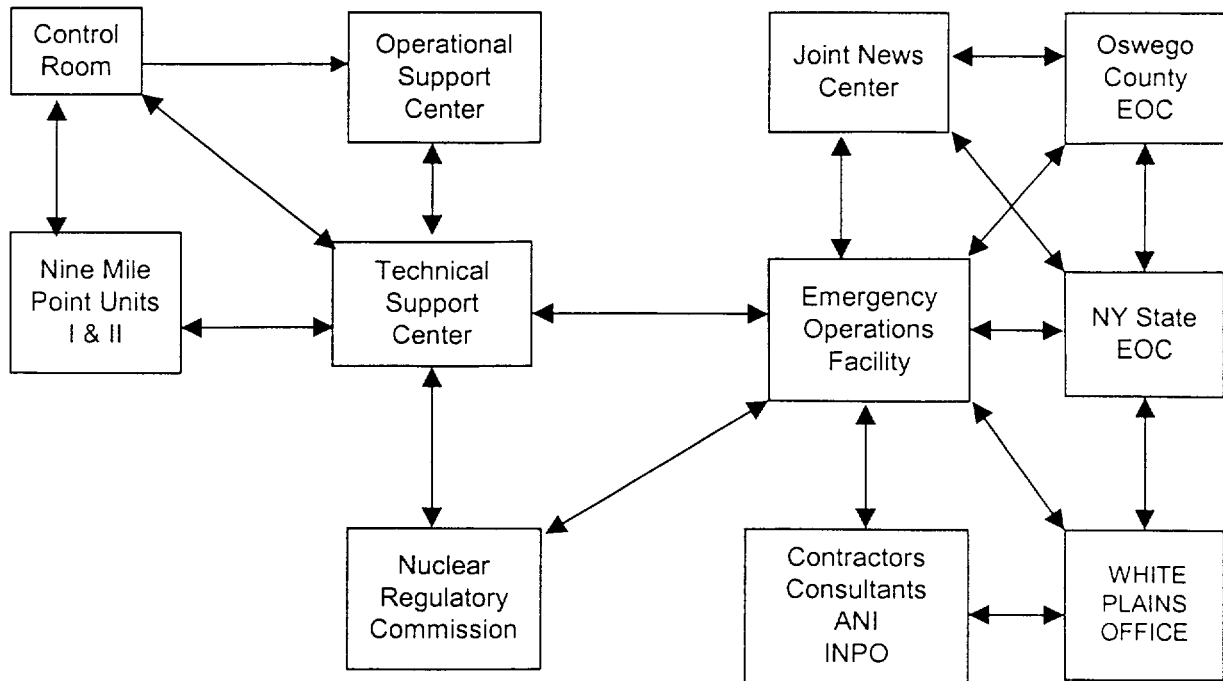 Control
Room
Operational
Support
Center
Joint News
Center
Oswego
County
EOC
Nine Mile
Point Units
I & II
Technical
Support
Center
Emergency
Operations
Facility
NY State
EOC
Nuclear
Regulatory
Commission
Contractors
Consultants
ANI
INPO
WHITE
PLAINS
OFFICE